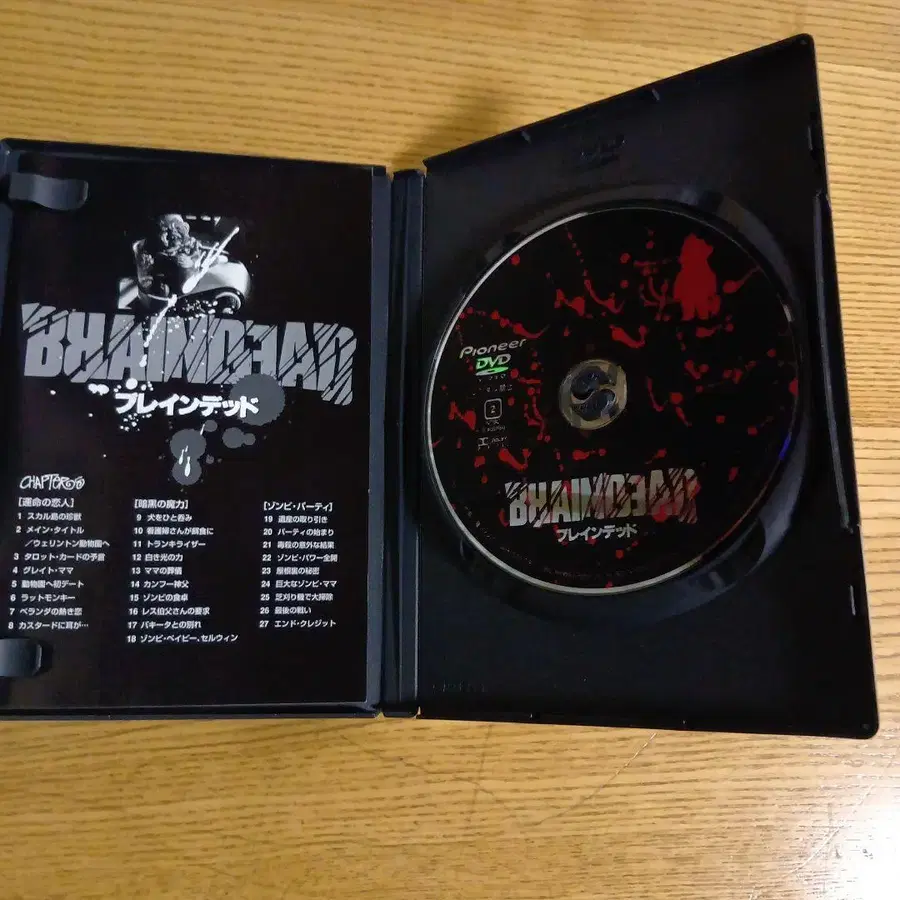 BRAINDEAD
ブレインデッド
CHAPTER
[運命の恋人]
1 スカル島の珍獣
2 メイン・タイトル
／ウェリントン動物園へ
3 タロット・カードの予言
4 グレイト・ママ
5 動物園へ初デート
6 ラットモンキー
7 ベランダの熱き恋
8 カスタードに耳が…
[暗黒の魔力]
9 犬をひと呑み
10 看護婦さんが餌食に
11 トランキライザー
12 白き光の力
13 ママの葬儀
14 カンフー神父
15 ゾンビの食卓
16 レス伯父さんの要求
17 パキータとの別れ
18 ゾンビ・ベイビー、セルウィン
[ゾンビ・パーティ]
19 遺産の取り引き
20 パーティの始まり
21 毒殺の意外な結果
22 ゾンビ・パワー全開
23 屋根裏の秘密
24 巨大なゾンビ・ママ
25 芝刈り機で大掃除
26 最後の戦い
27 エンド・クレジット
Pioneer
DVD
2
BRAINDEAD
ブレインデッド